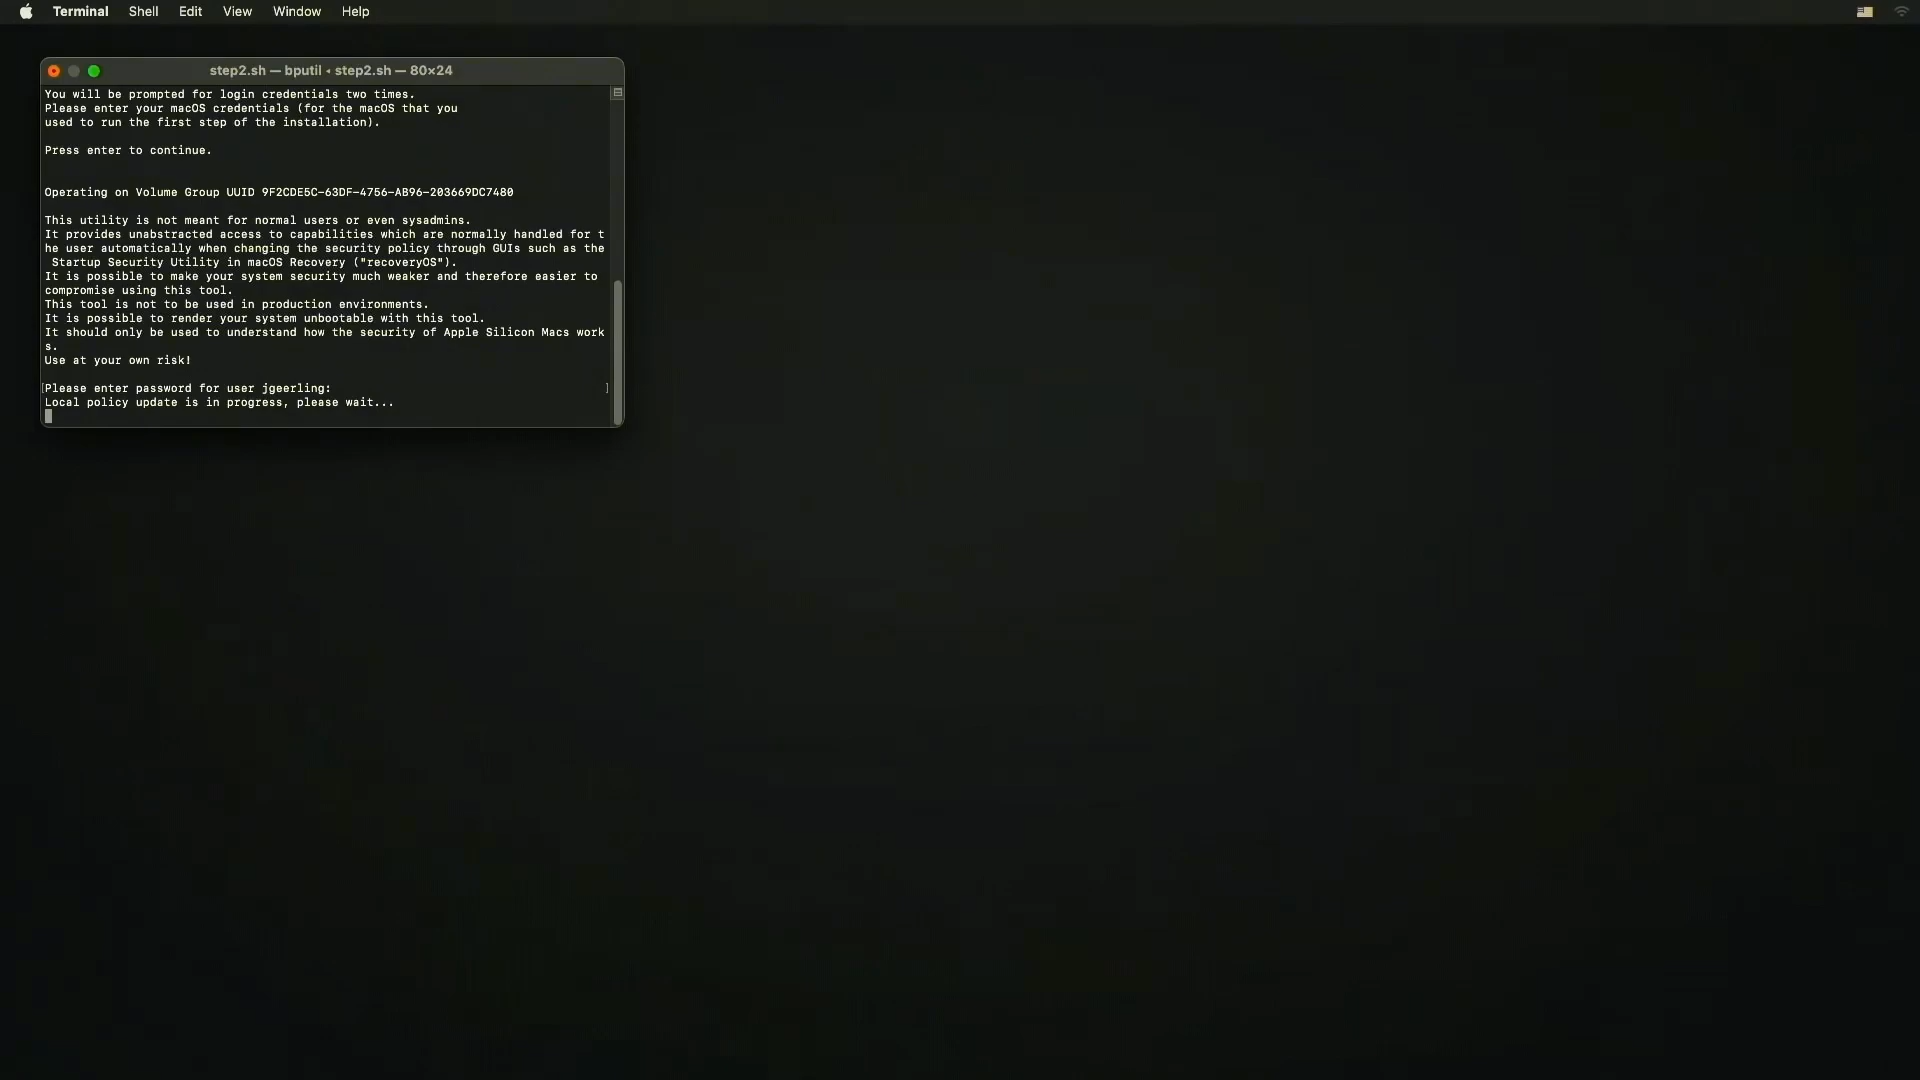 Terminal Shell Edit View Window Help
step2.sh — bputil ◂ step2.sh — 80×24
You will be prompted for login credentials two times.
Please enter your macOS credentials (for the macOS that you
used to run the first step of the installation).
Press enter to continue.
Operating on Volume Group UUID 9F2CDE5C-63DF-4756-AB96-203669DC7480
This utility is not meant for normal users or even sysadmins.
It provides unabstracted access to capabilities which are normally handled for t
he user automatically when changing the security policy through GUIs such as the
Startup Security Utility in macOS Recovery ("recoveryOS").
It is possible to make your system security much weaker and therefore easier to
compromise using this tool.
This tool is not to be used in production environments.
It is possible to render your system unbootable with this tool.
It should only be used to understand how the security of Apple Silicon Macs work
s.
Use at your own risk!
[Please enter password for user jgeerling: ]
Local policy update is in progress, please wait...